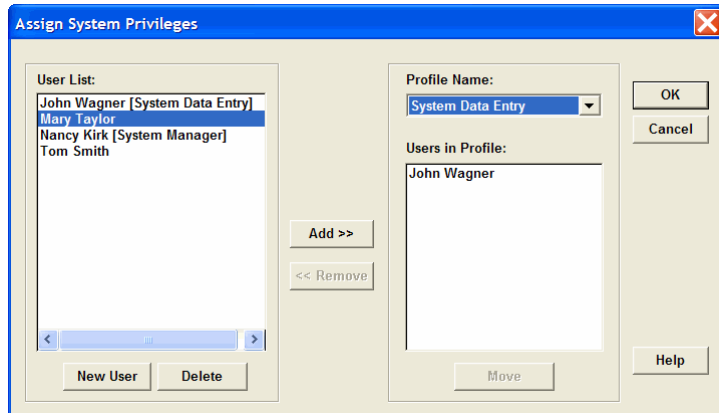 Assign System Privileges
User List:
John Wagner [System Data Entry]
Mary Taylor
Nancy Kirk [System Manager]
Tom Smith
New User
Delete
Add >>
<< Remove
Profile Name:
System Data Entry
Users in Profile:
John Wagner
Move
OK
Cancel
Help